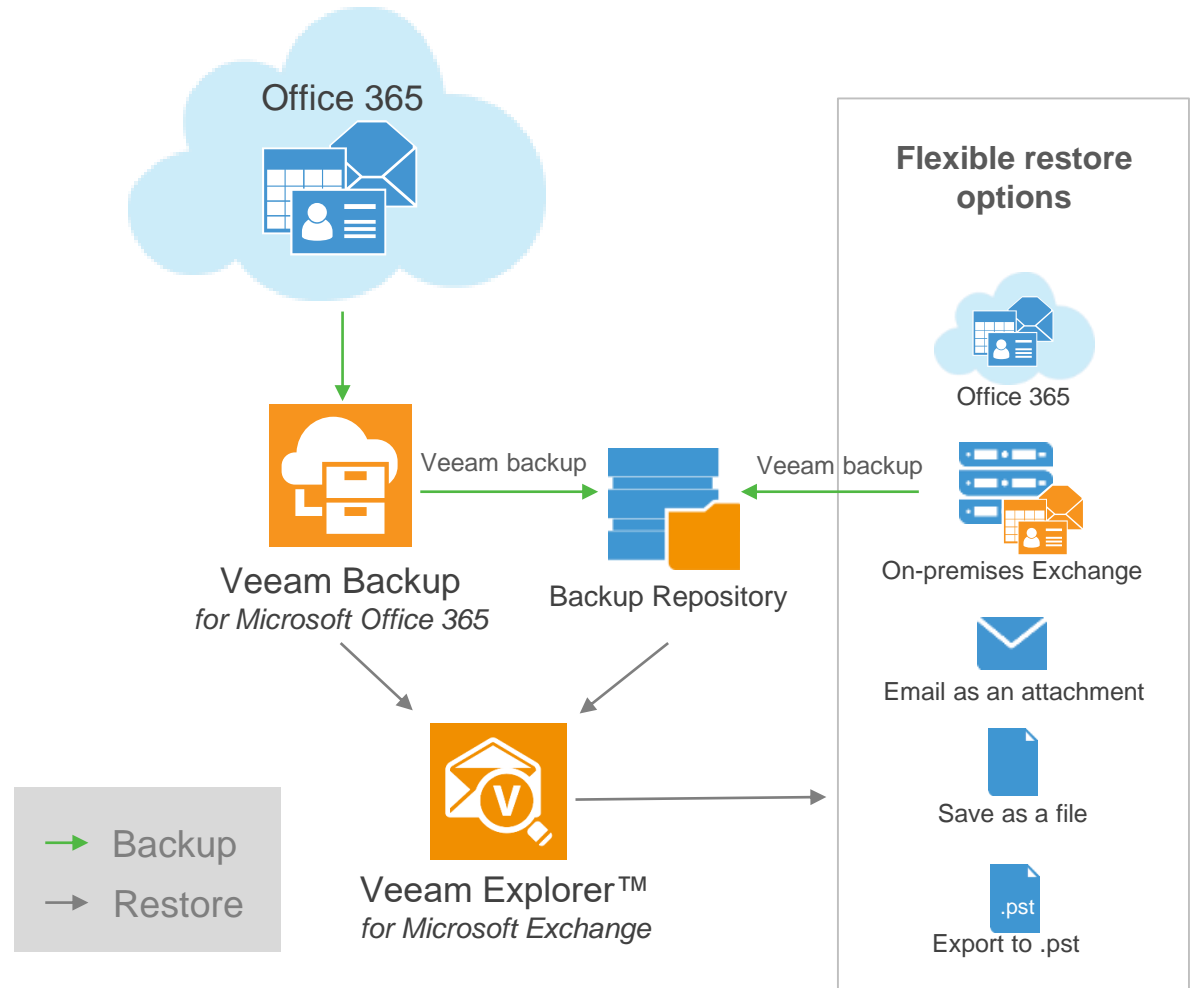 Office 365
Flexible restore
options
Office 365
Veeam backup
Veeam backup
Veeam Backup
for Microsoft Office 365
Backup Repository
On-premises Exchange
Email as an attachment
V
Save as a file
Backup
Restore
Veeam Explorer™
for Microsoft Exchange
.pst
Export to .pst